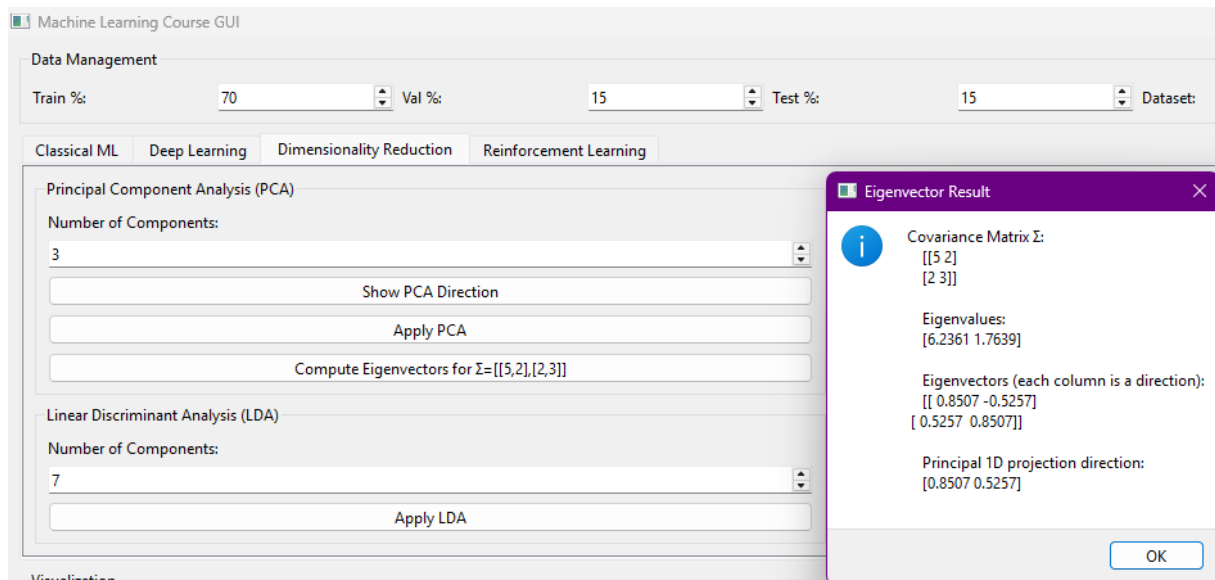 Machine Learning Course GUI
Data Management
Train %: 70 Val %: 15 Test %: 15 Dataset:
Classical ML Deep Learning Dimensionality Reduction Reinforcement Learning
Principal Component Analysis (PCA)
Number of Components:
3
Show PCA Direction
Apply PCA
Compute Eigenvectors for Σ=[[5,2],[2,3]]
Linear Discriminant Analysis (LDA)
Number of Components:
7
Apply LDA
Visualization
Eigenvector Result
Covariance Matrix Σ:
[[5 2]
[2 3]]
Eigenvalues:
[6.2361 1.7639]
Eigenvectors (each column is a direction):
[[ 0.8507 -0.5257]
[ 0.5257 0.8507]]
Principal 1D projection direction:
[0.8507 0.5257]
OK